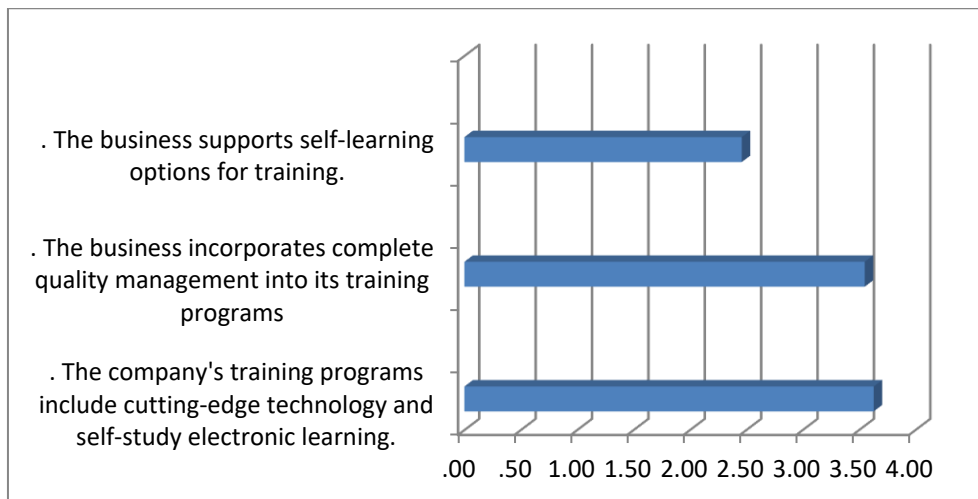 . The business supports self-learning
options for training.
. The business incorporates complete
quality management into its training
programs
. The company's training programs
include cutting-edge technology and
self-study electronic learning.
.00 .50 1.00 1.50 2.00 2.50 3.00 3.50 4.00